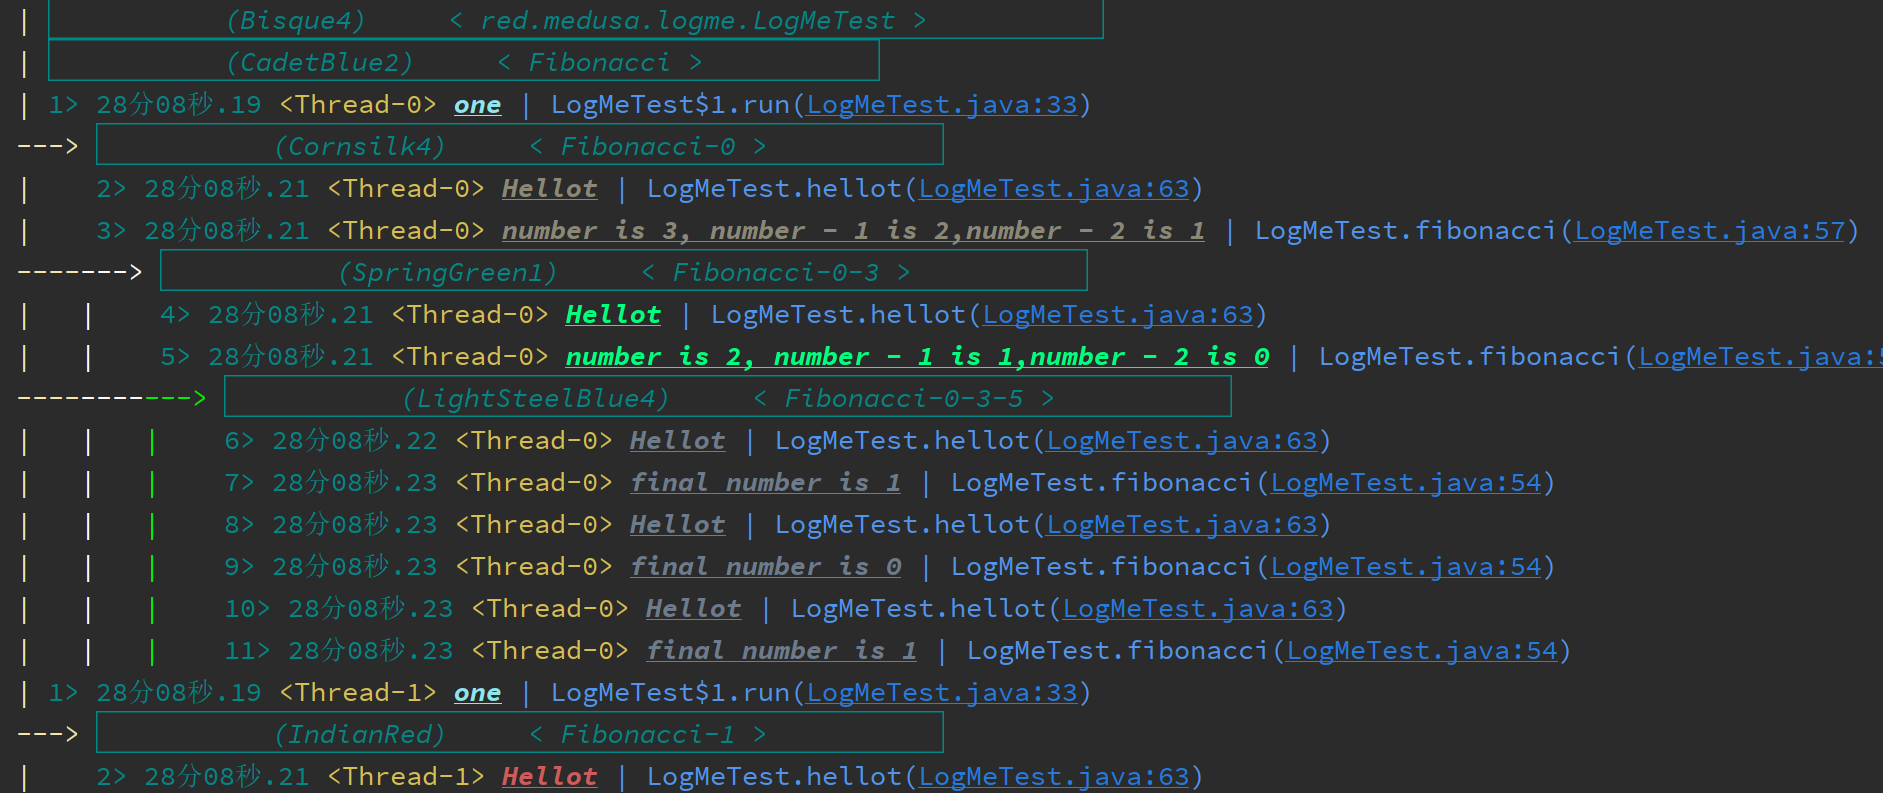 | (Bisque4) < red.medusa.logme.LogMeTest >
| (CadetBlue2) < Fibonacci >
| 1> 28分08秒.19 <Thread-0> one | LogMeTest$1.run(LogMeTest.java:33)
---> (Cornsilk4) < Fibonacci-0 >
| 2> 28分08秒.21 <Thread-0> Hellot | LogMeTest.hellot(LogMeTest.java:63)
| 3> 28分08秒.21 <Thread-0> number is 3, number - 1 is 2,number - 2 is 1 | LogMeTest.fibonacci(LogMeTest.java:57)
-------> (SpringGreen1) < Fibonacci-0-3 >
| | 4> 28分08秒.21 <Thread-0> Hellot | LogMeTest.hellot(LogMeTest.java:63)
| | 5> 28分08秒.21 <Thread-0> number is 2, number - 1 is 1,number - 2 is 0 | LogMeTest.fibonacci(LogMeTest.java:
-----------> (LightSteelBlue4) < Fibonacci-0-3-5 >
| | | 6> 28分08秒.22 <Thread-0> Hellot | LogMeTest.hellot(LogMeTest.java:63)
| | | 7> 28分08秒.23 <Thread-0> final number is 1 | LogMeTest.fibonacci(LogMeTest.java:54)
| | | 8> 28分08秒.23 <Thread-0> Hellot | LogMeTest.hellot(LogMeTest.java:63)
| | | 9> 28分08秒.23 <Thread-0> final number is 0 | LogMeTest.fibonacci(LogMeTest.java:54)
| | | 10> 28分08秒.23 <Thread-0> Hellot | LogMeTest.hellot(LogMeTest.java:63)
| | | 11> 28分08秒.23 <Thread-0> final number is 1 | LogMeTest.fibonacci(LogMeTest.java:54)
| 1> 28分08秒.19 <Thread-1> one | LogMeTest$1.run(LogMeTest.java:33)
---> (IndianRed) < Fibonacci-1 >
| 2> 28分08秒.21 <Thread-1> Hellot | LogMeTest.hellot(LogMeTest.java:63)